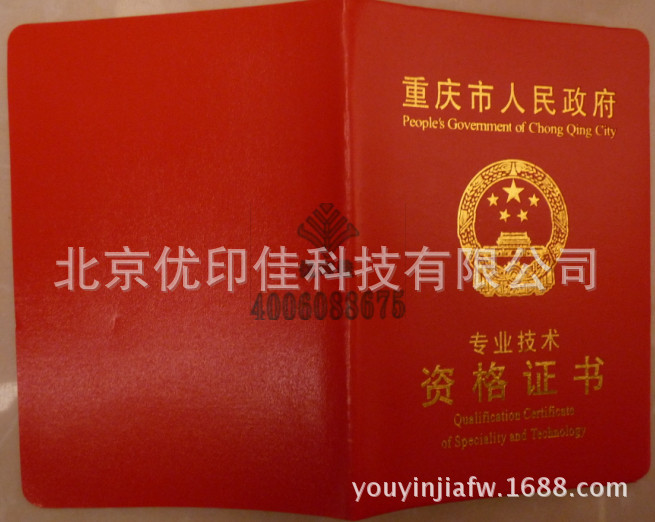 重庆市人民政府
People's Government of Chong Qing City
北京优印佳科技有限公司
4006088675
专业技术
资格证书
Qualification Certificate
of Speciality and Technology
youyinjiafw.1688.com